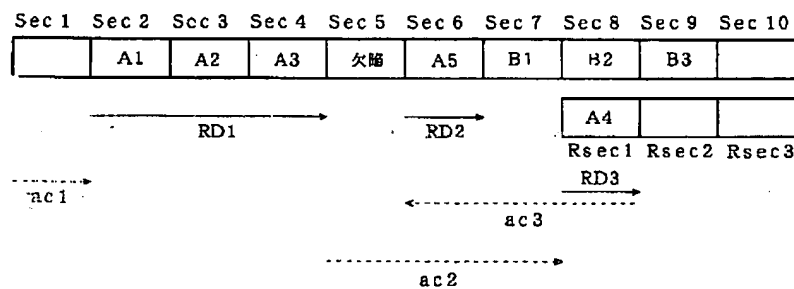 Sec 1 Sec 2 Sec 3 Sec 4 Sec 5 Sec 6 Sec 7 Sec 8 Sec 9 Sec 10
A1 A2 A3 欠陥 A5 B1 B2 B3
A4
RD1 RD2
Rsec1 Rsec2 Rsec3
RD3
ac1
ac3
ac2